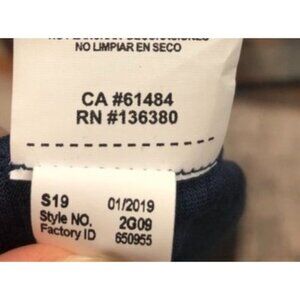 NO LIMPIAR EN SECO
CA #61484
RN #136380
S19 01/2019
Style NO. 2G09
Factory ID 650955